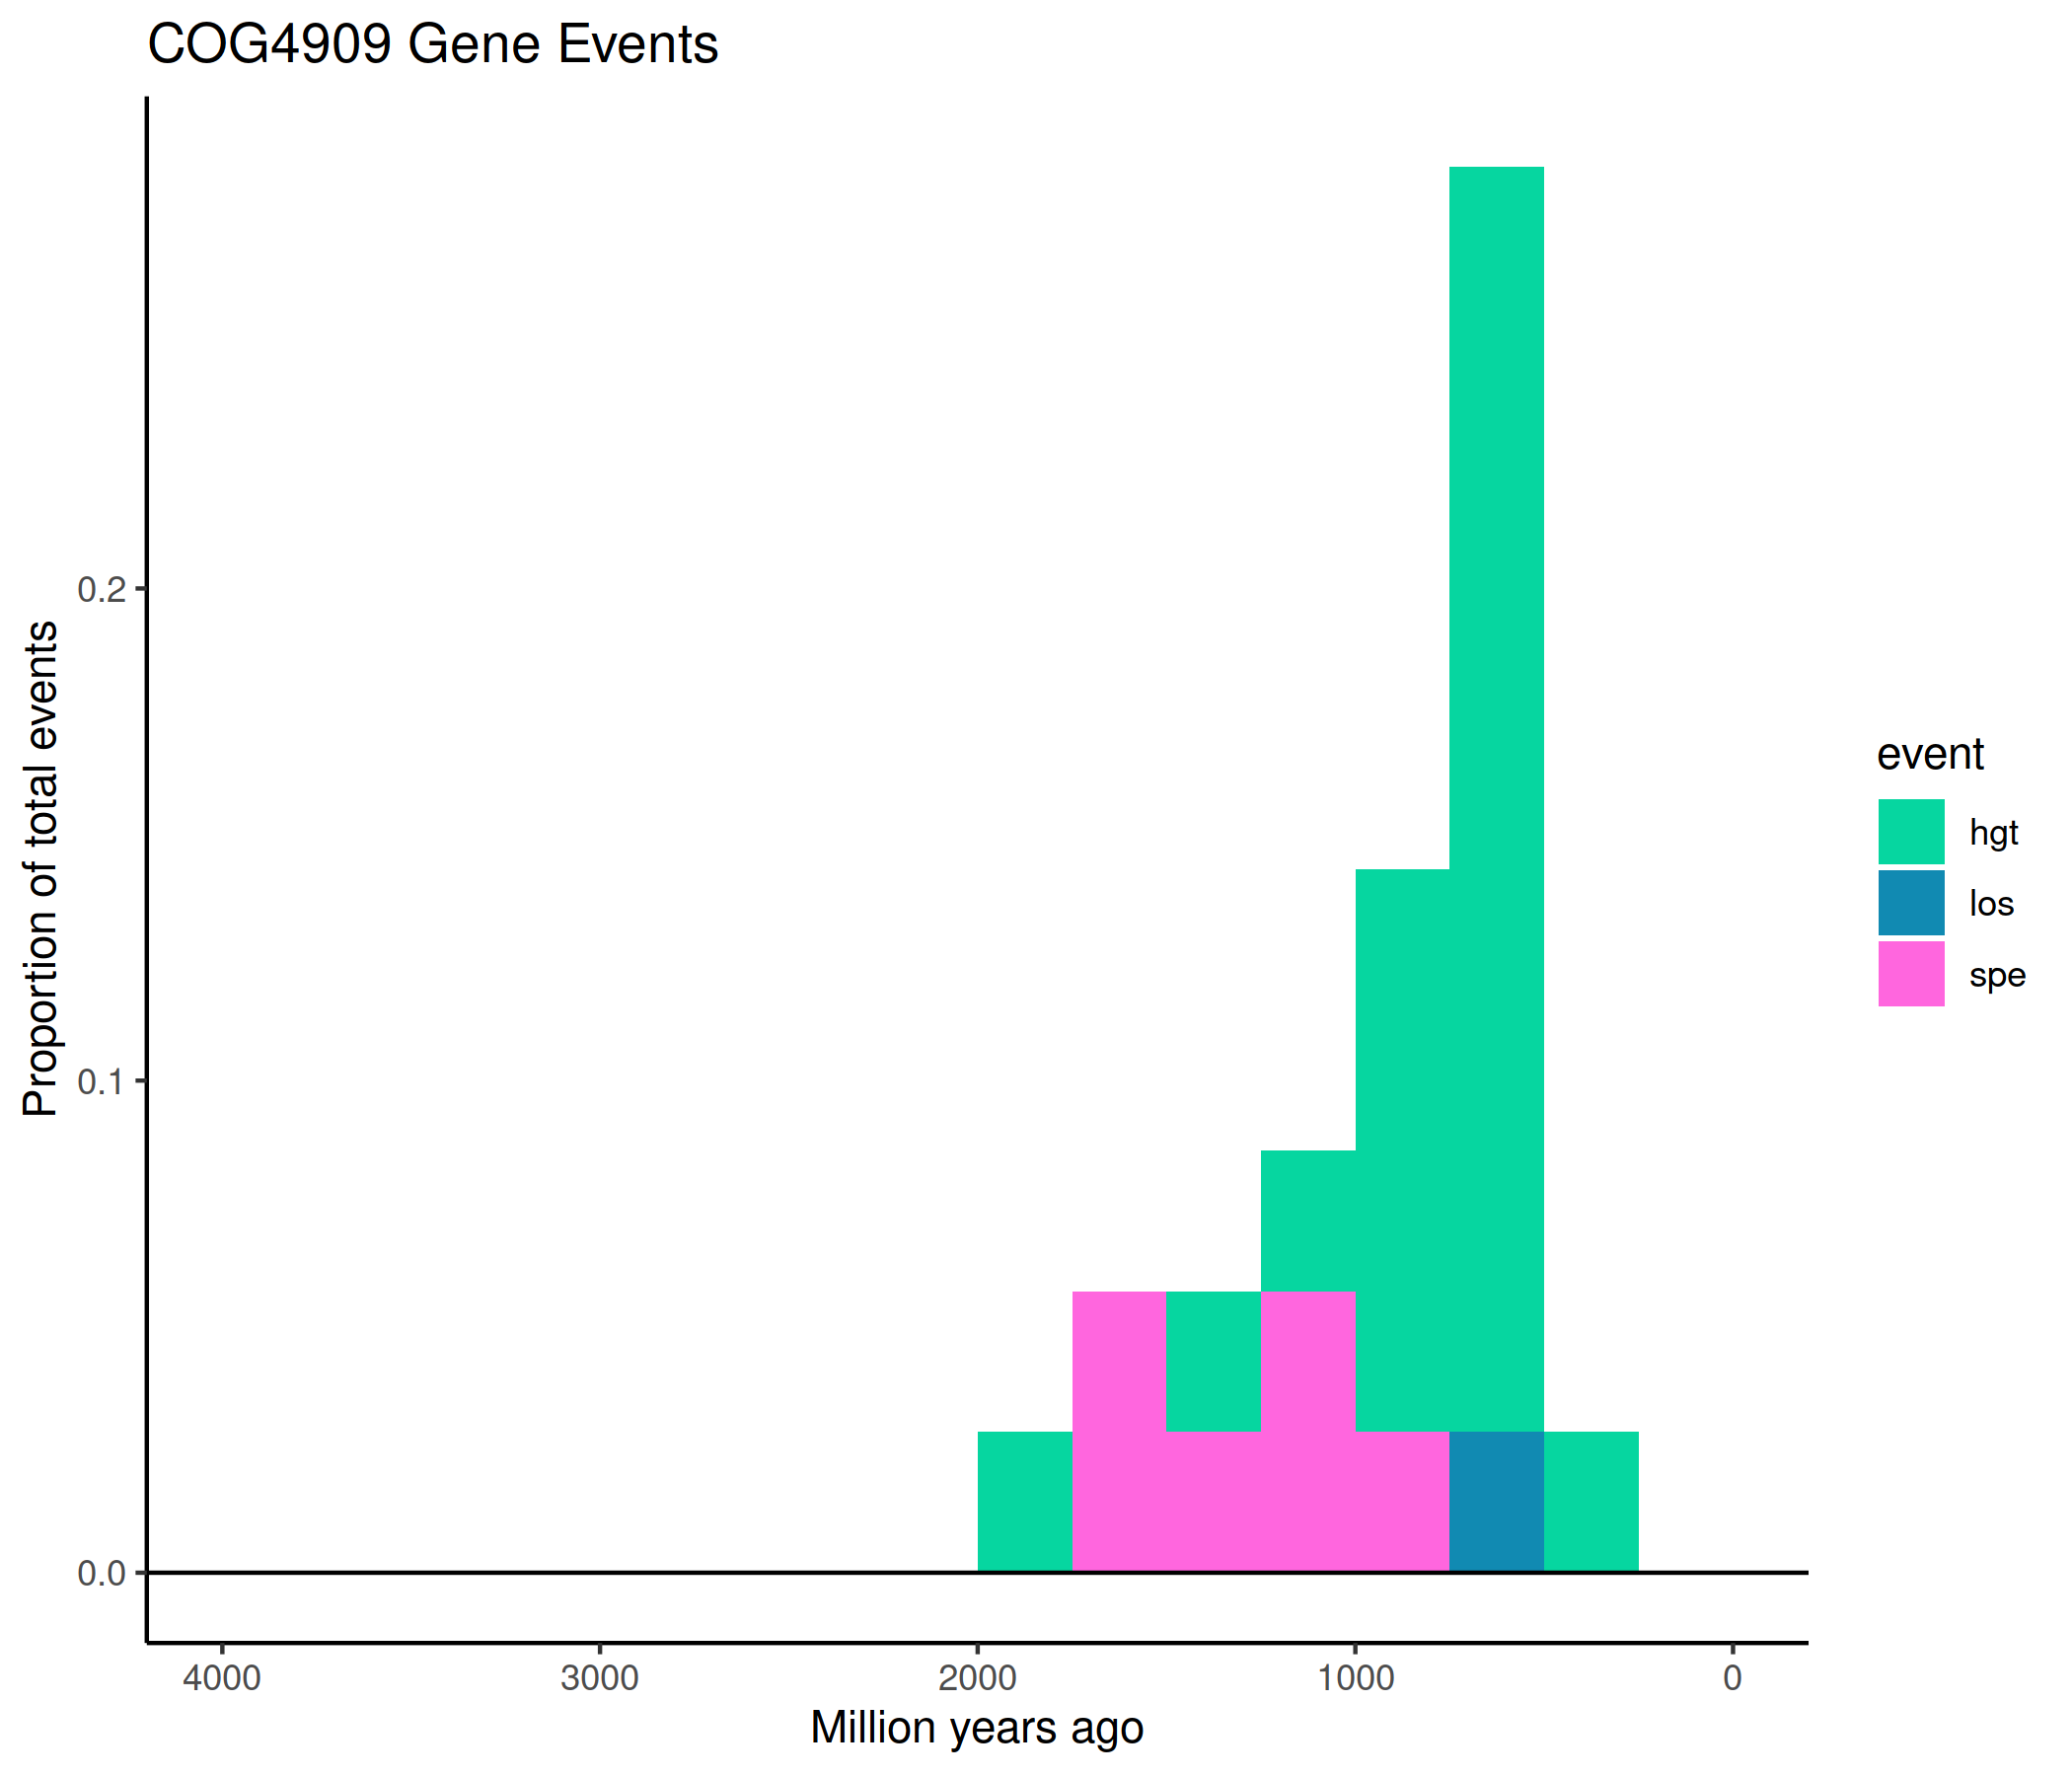 COG4909 Gene Events
Proportion of total events
0.2
0.1
0.0
4000 3000 2000 1000 0
Million years ago
event
hgt
los
spe